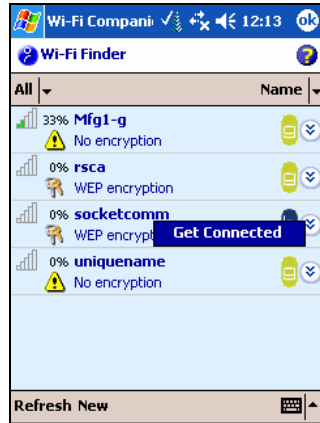 Wi-Fi Compani 12:13 ok
Wi-Fi Finder ?
All Name
33% Mfg1-g
No encryption
0% rsca
WEP encryption
0% socketcomm
WEP encrypt Get Connected
0% uniquename
No encryption
Refresh New